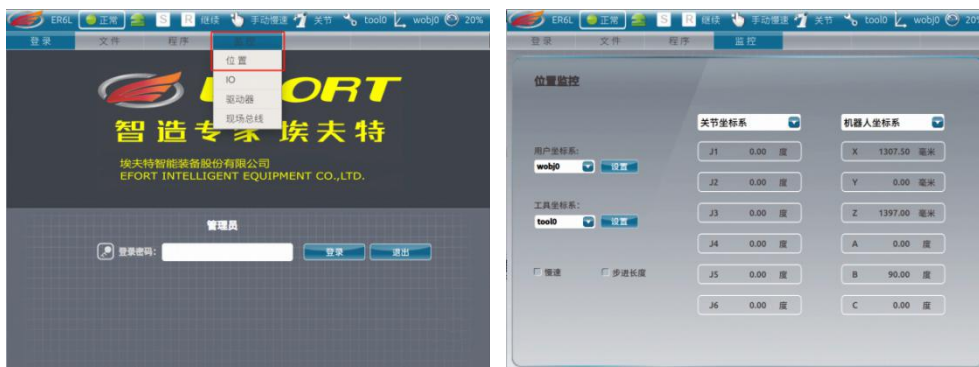 ER6L 正常 S R 继续 手动慢速 关节 tool0 wobj0 20%
登录 文件 程序 监控
位置
IO
驱动器
现场总线
EFORT
智造专家 埃夫特
埃夫特智能装备股份有限公司
EFORT INTELLIGENT EQUIPMENT CO.,LTD.
管理员
登录密码: 登录 退出
ER6L 正常 S R 继续 手动慢速 关节 tool0 wobj0 20
登录 文件 程序 监控
位置监控
关节坐标系 机器人坐标系
用户坐标系:
wobj0 设置
工具坐标系:
tool0 设置
慢速 步进长度
J1 0.00 度 X 1307.50 毫米
J2 0.00 度 Y 0.00 毫米
J3 0.00 度 Z 1397.00 毫米
J4 0.00 度 A 0.00 度
J5 0.00 度 B 90.00 度
J6 0.00 度 C 0.00 度